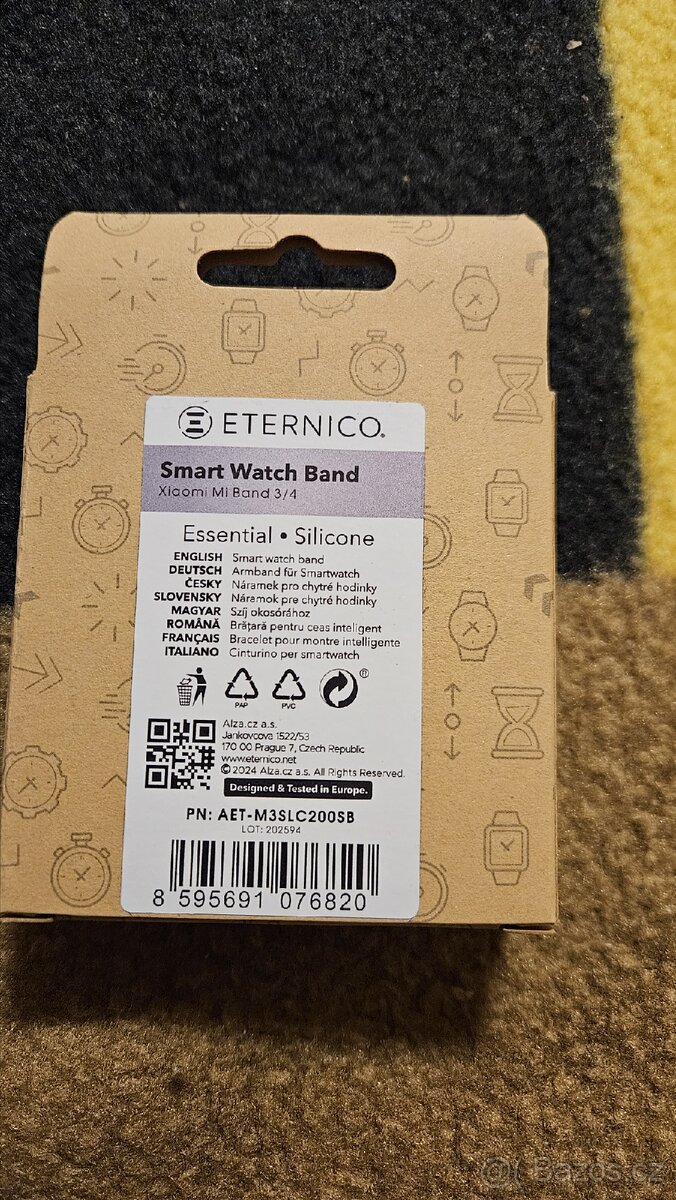 ETERNICO®
Smart Watch Band
Xiaomi Mi Band 3/4
Essential • Silicone
ENGLISH Smart watch band
DEUTSCH Armband für Smartwatch
ČESKY Náramek pro chytré hodinky
SLOVENSKY Náramok pre chytré hodinky
MAGYAR Szíj okosórához
ROMÂNĂ Brățară pentru ceas inteligent
FRANÇAIS Bracelet pour montre intelligente
ITALIANO Cinturino per smartwatch
PAP PVC ®
Alza.cz a.s.
Jankovcova 1522/53
170 00 Prague 7, Czech Republic
www.eternico.net
© 2024 Alza.cz a.s. All Rights Reserved.
Designed & Tested in Europe.
PN: AET-M3SLC200SB
LOT: 202594
8 595691 076820
Bazos.cz